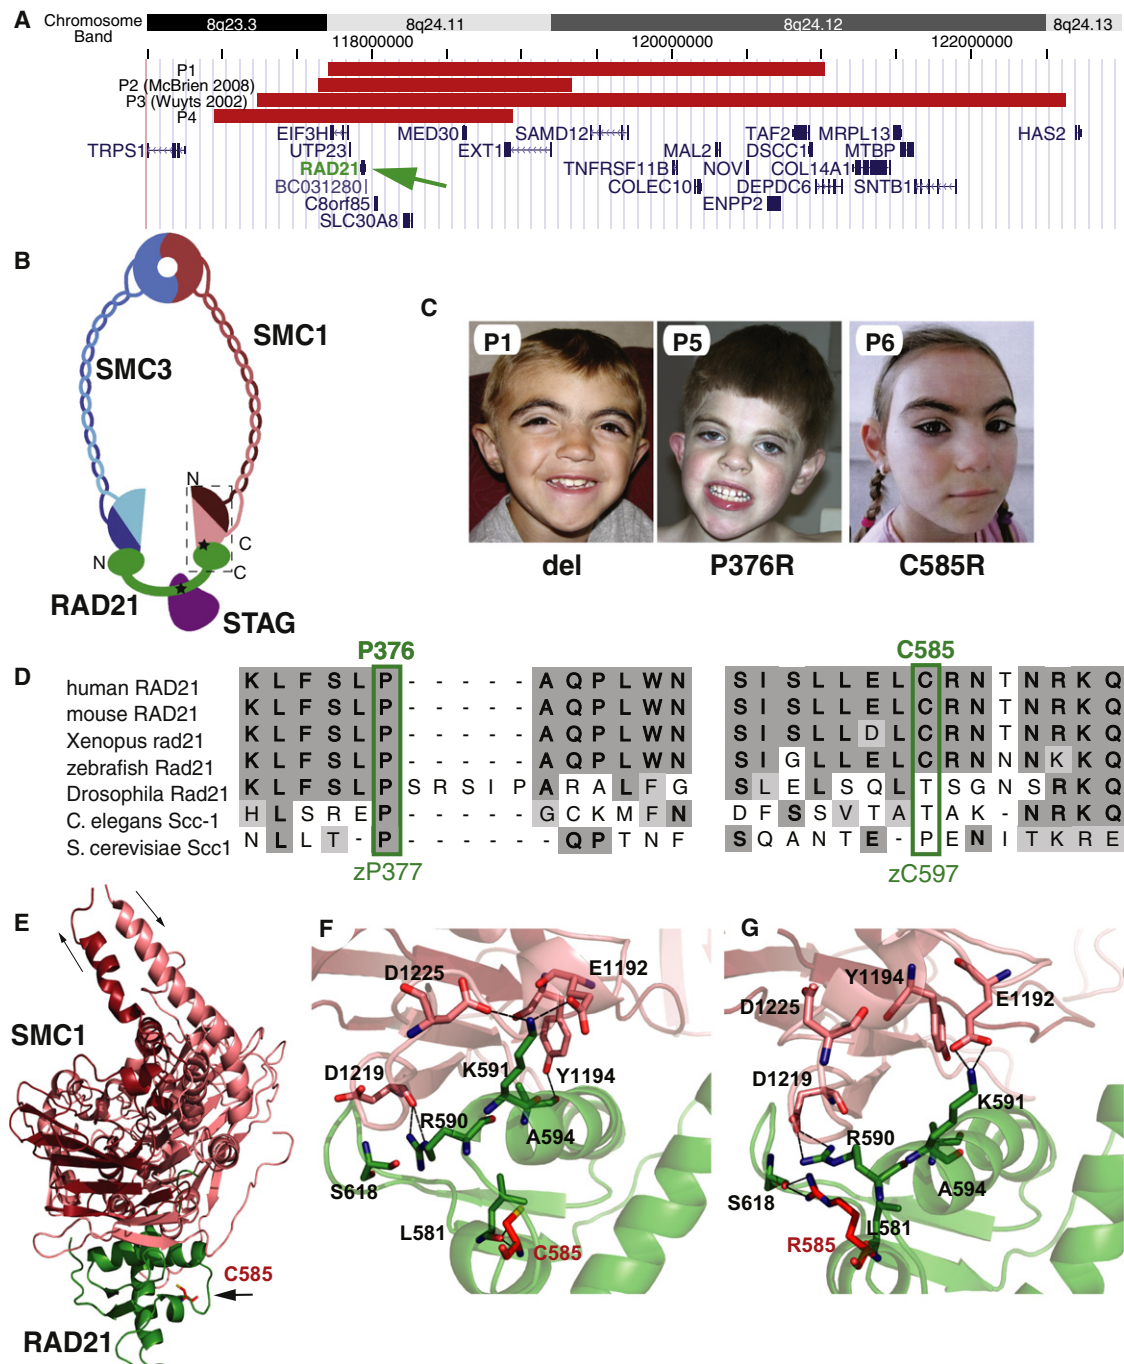 A
Chromosome Band
8q23.3 8q24.11 8q24.12 8q24.13
118000000 120000000 122000000
P1
P2 (McBrien 2008)
P3 (Wuyts 2002)
P4
EIF3H MED30 SAMD12 TAF2 MRPL13 HAS2
TRPS1 UTP23 EXT1 MAL2 DSCC1 MTBP
RAD21 TNFRSF11B NOV COL14A1
BC031280 COLEC10 DEPDC6 SNTB1
C8orf85 ENPP2
SLC30A8
B
SMC1
SMC3
N
N
C
C
RAD21
STAG
C
P1 P5 P6
del P376R C585R
D
P376 C585
human RAD21 K L F S L P - - - - - A Q P L W N S I S L L E L C R N T N R K Q
mouse RAD21 K L F S L P - - - - - A Q P L W N S I S L L E L C R N T N R K Q
Xenopus rad21 K L F S L P - - - - - A Q P L W N S I S L L D L C R N T N R K Q
zebrafish Rad21 K L F S L P - - - - - A Q P L W N S I G L L E L C R N N N K K Q
Drosophila Rad21 K L F S L P S R S I P A R A L F G S L E L S Q L T S G N S R K Q
C. elegans Scc-1 H L S R E P - - - - - G C K M F N D F S S V T A T A K - N R K Q
S. cerevisiae Scc1 N L L T - P - - - - - - Q P T N F S Q A N T E - P E N I T K R E
zP377 zC597
E
SMC1
C585
RAD21
F
D1225
E1192
K591
D1219
Y1194
R590
A594
S618
L581
C585
G
Y1194
D1225
E1192
D1219
K591
R590
A594
S618
L581
R585